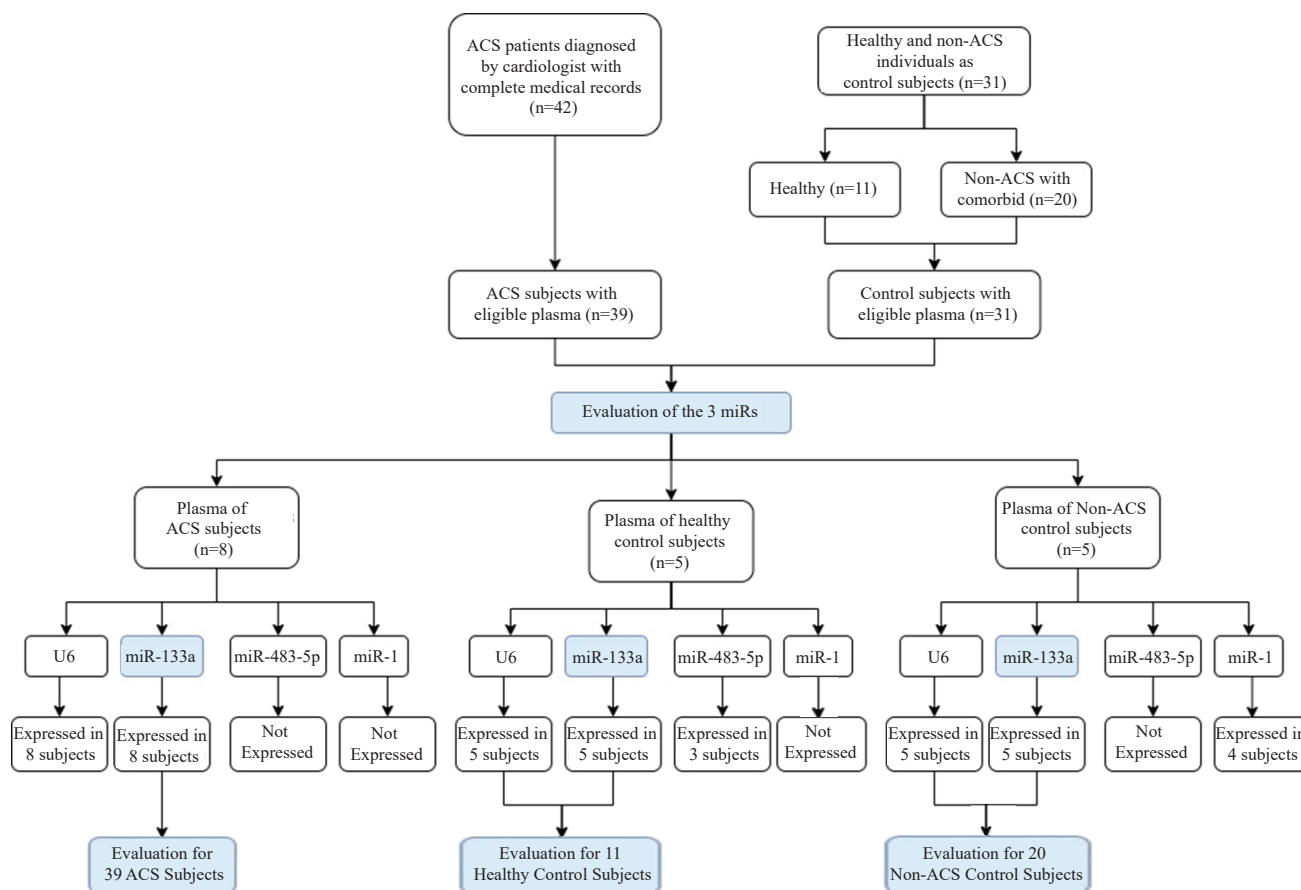 ACS patients diagnosed
by cardiologist with
complete medical records
(n=42)
Healthy and non-ACS
individuals as
control subjects (n=31)
Healthy (n=11)
Non-ACS with
comorbid (n=20)
ACS subjects with
eligible plasma (n=39)
Control subjects with
eligible plasma (n=31)
Evaluation of the 3 miRs
Plasma of
ACS subjects
(n=8)
Plasma of healthy
control subjects
(n=5)
Plasma of Non-ACS
control subjects
(n=5)
U6
miR-133a
miR-483-5p
miR-1
U6
miR-133a
miR-483-5p
miR-1
U6
miR-133a
miR-483-5p
miR-1
Expressed in
8 subjects
Expressed in
8 subjects
Not
Expressed
Not
Expressed
Expressed in
5 subjects
Expressed in
5 subjects
Expressed in
3 subjects
Not
Expressed
Expressed in
5 subjects
Expressed in
5 subjects
Not
Expressed
Expressed in
4 subjects
Evaluation for
39 ACS Subjects
Evaluation for 11
Healthy Control Subjects
Evaluation for 20
Non-ACS Control Subjects